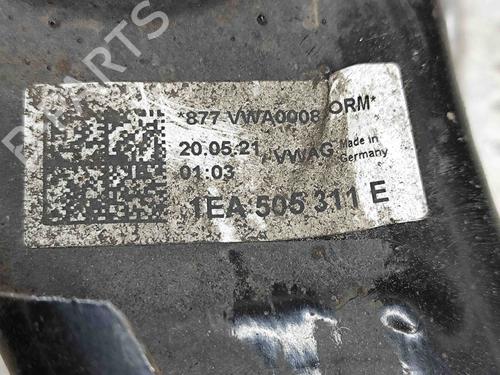 PARTS
*877 VWA0008 ORM*
20.05.21 VWAG Made in Germany
01:03
1EA 505 311 E